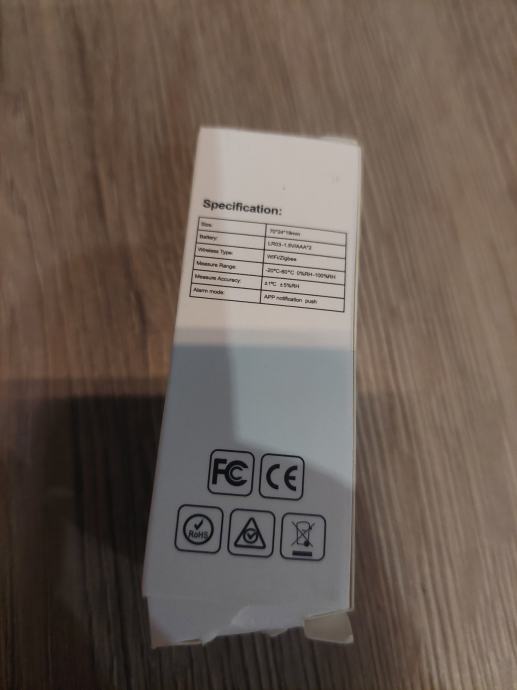 Specification:
Size: 70*24*19mm
Battery: LR03-1.5V/AAA*2
Wireless Type: WiFi/Zigbee
Measure Range: -20°C-60°C 0%RH-100%RH
Measure Accuracy: ±1°C ±5%RH
Alarm mode: APP notification push
FC CE
RoHS